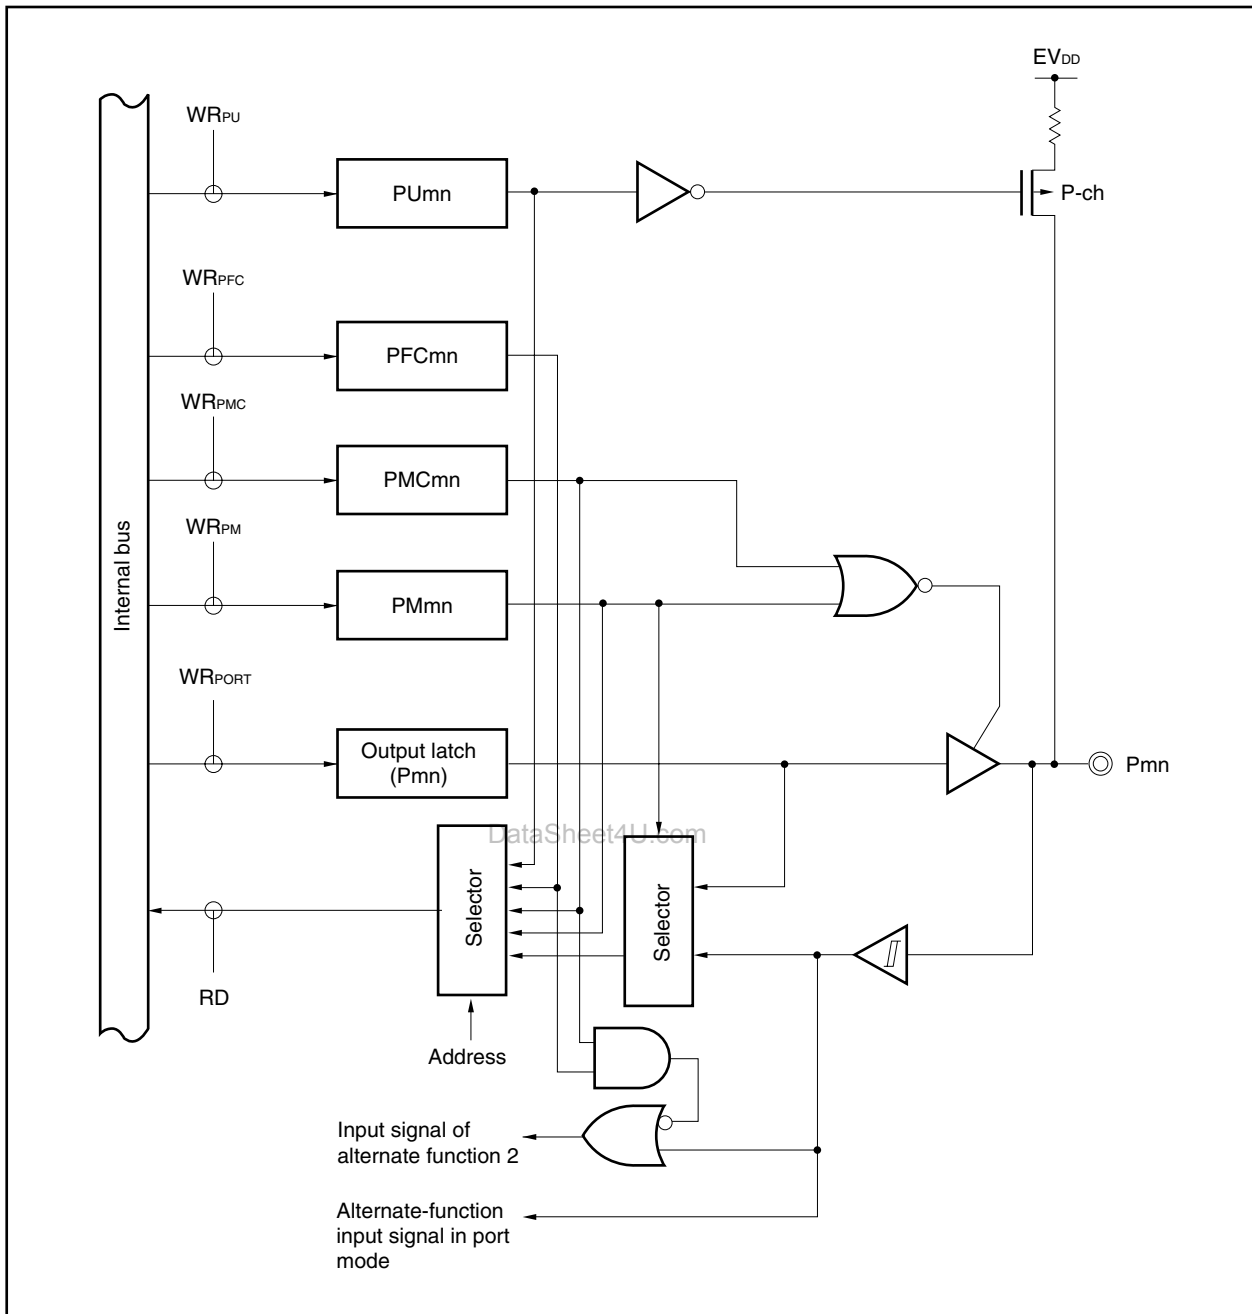 EVDD
WRPU
PUmn
P-ch
WRPFC
PFCmn
WRPMC
PMCmn
Internal bus
WRPM
PMmn
WRPORT
Output latch
(Pmn)
Pmn
DataSheet4U.com
Selector
Selector
RD
Address
Input signal of
alternate function 2
Alternate-function
input signal in port
mode